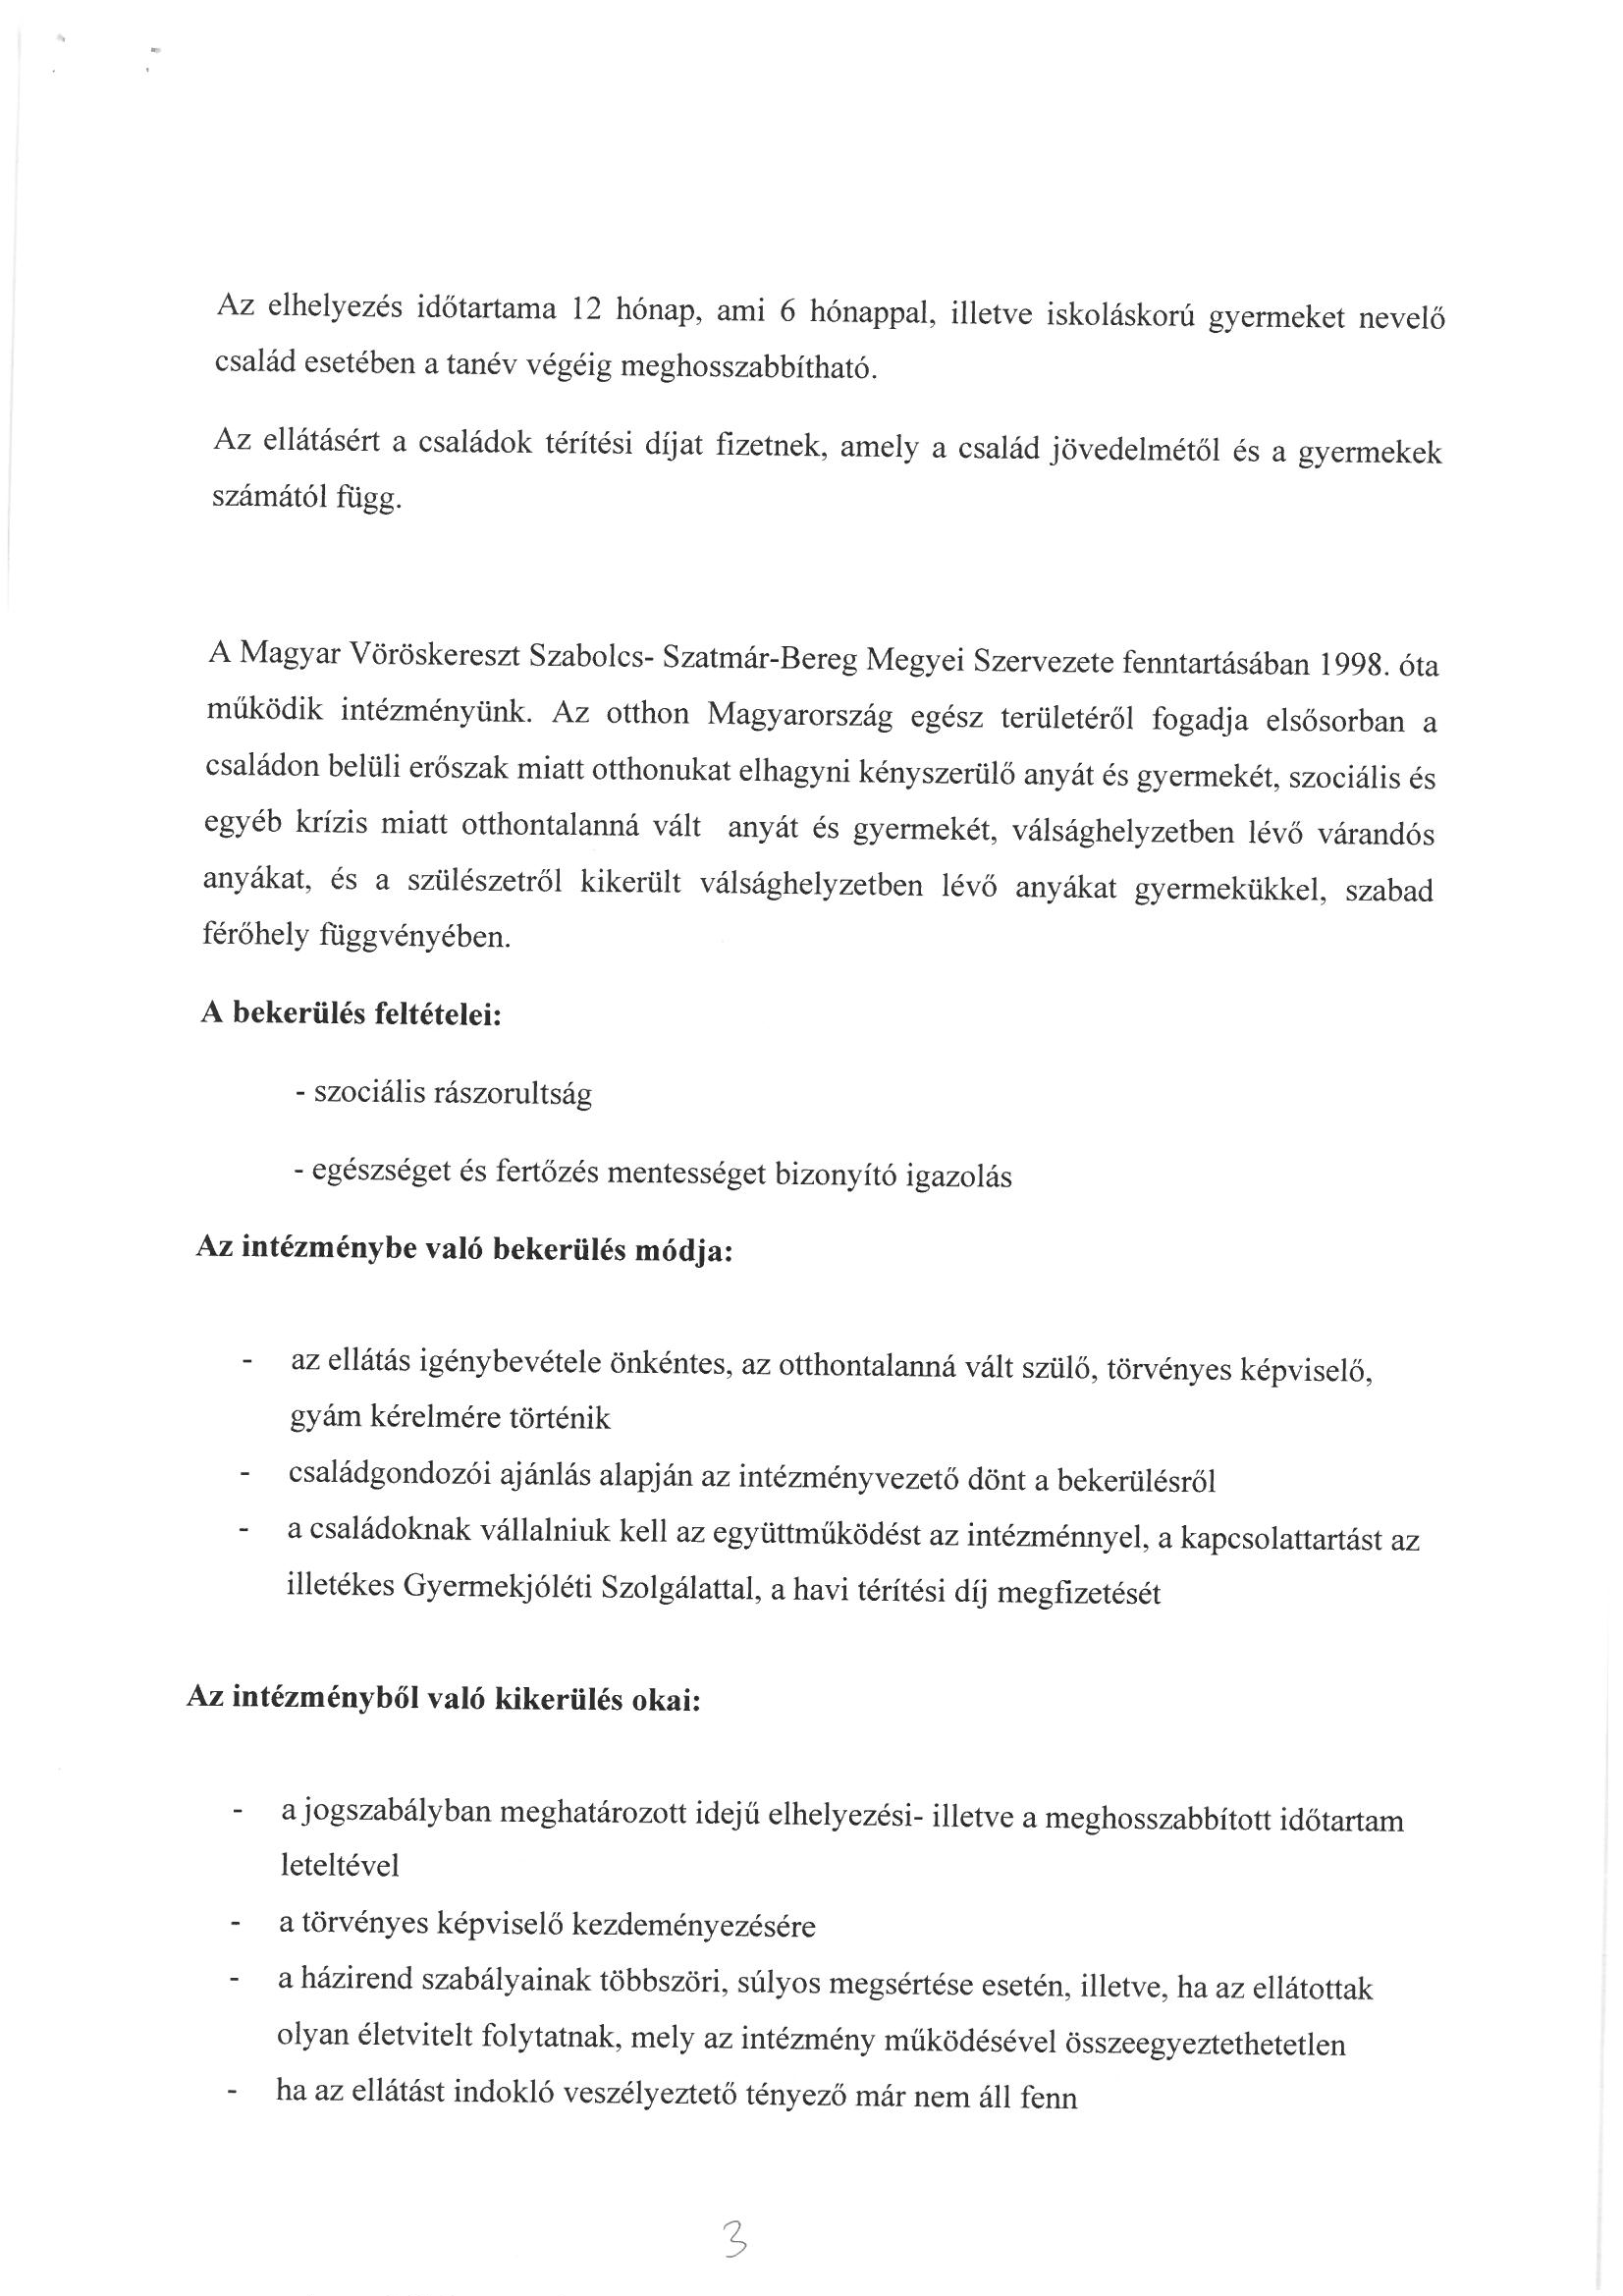 Az elhelyezés időtartama 12 hónap, ami 6 hónappal, illetve iskoláskorú gyermeket nevelő
család esetében a tanév végéig meghosszabbítható.
Az ellátásért a családok térítési díjat fizetnek, amely a család jövedelmétől és a gyermekek
számától függ.
A Magyar Vöröskereszt Szabolcs- Szatmár-Bereg Megyei Szervezete fenntartásában 1998. óta
működik intézményünk. Az otthon Magyarország egész területéről fogadja elsősorban a
családon belüli erőszak miatt otthonukat elhagyni kényszerülő anyát és gyermekét, szociális és
egyéb krízis miatt otthontalanná vált anyát és gyermekét, válsághelyzetben lévő várandós
anyákat, és a szülészetről kikerült válsághelyzetben lévő anyákat gyermekükkel, szabad
férőhely függvényében.
A bekerülés feltételei:
- szociális rászorultság
- egészséget és fertőzés mentességet bizonyító igazolás
Az intézménybe való bekerülés módja:
- az ellátás igénybevétele önkéntes, az otthontalanná vált szülő, törvényes képviselő,
gyám kérelmére történik
- családgondozói ajánlás alapján az intézményvezető dönt a bekerülésről
- a családoknak vállalniuk kell az együttműködést az intézménnyel, a kapcsolattartást az
illetékes Gyermekjóléti Szolgálattal, a havi térítési díj megfizetését
Az intézményből való kikerülés okai:
- a jogszabályban meghatározott idejű elhelyezési- illetve a meghosszabbított időtartam
leteltével
- a törvényes képviselő kezdeményezésére
- a házirend szabályainak többszöri, súlyos megsértése esetén, illetve, ha az ellátottak
olyan életvitelt folytatnak, mely az intézmény működésével összeegyeztethetetlen
- ha az ellátást indokló veszélyeztető tényező már nem áll fenn
3